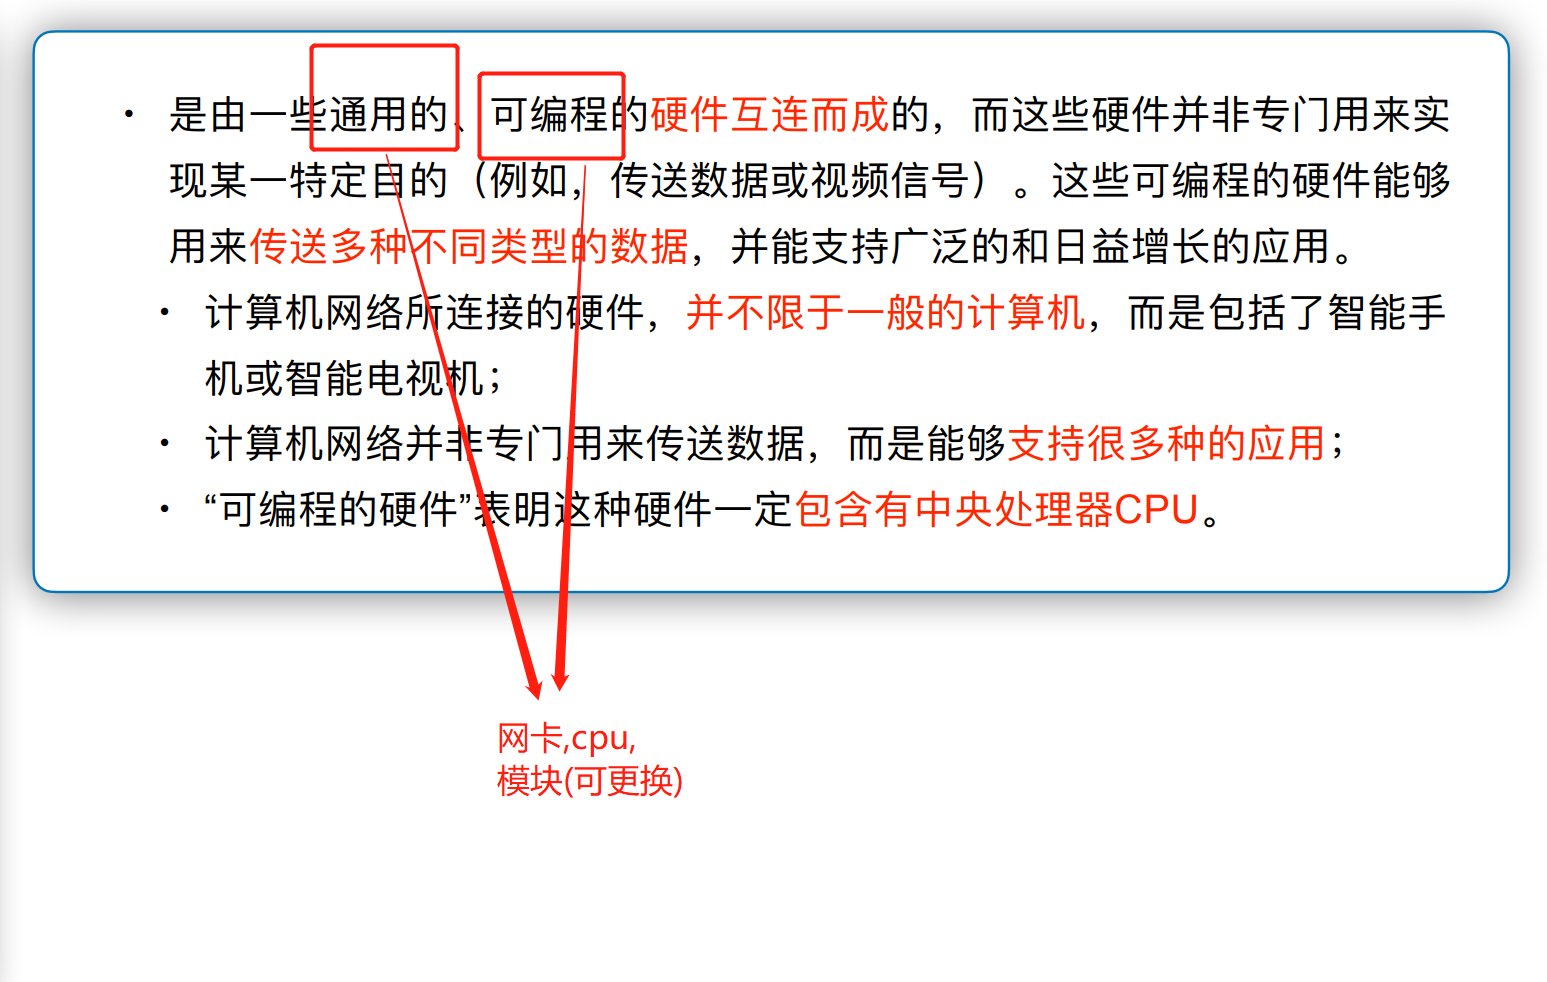 • 是由一些通用的、可编程的硬件互连而成的，而这些硬件并非专门用来实
现某一特定目的（例如，传送数据或视频信号）。这些可编程的硬件能够
用来传送多种不同类型的数据，并能支持广泛的和日益增长的应用。
• 计算机网络所连接的硬件，并不限于一般的计算机，而是包括了智能手
机或智能电视机；
• 计算机网络并非专门用来传送数据，而是能够支持很多种的应用；
• “可编程的硬件”表明这种硬件一定包含有中央处理器CPU。
网卡,cpu,
模块(可更换)